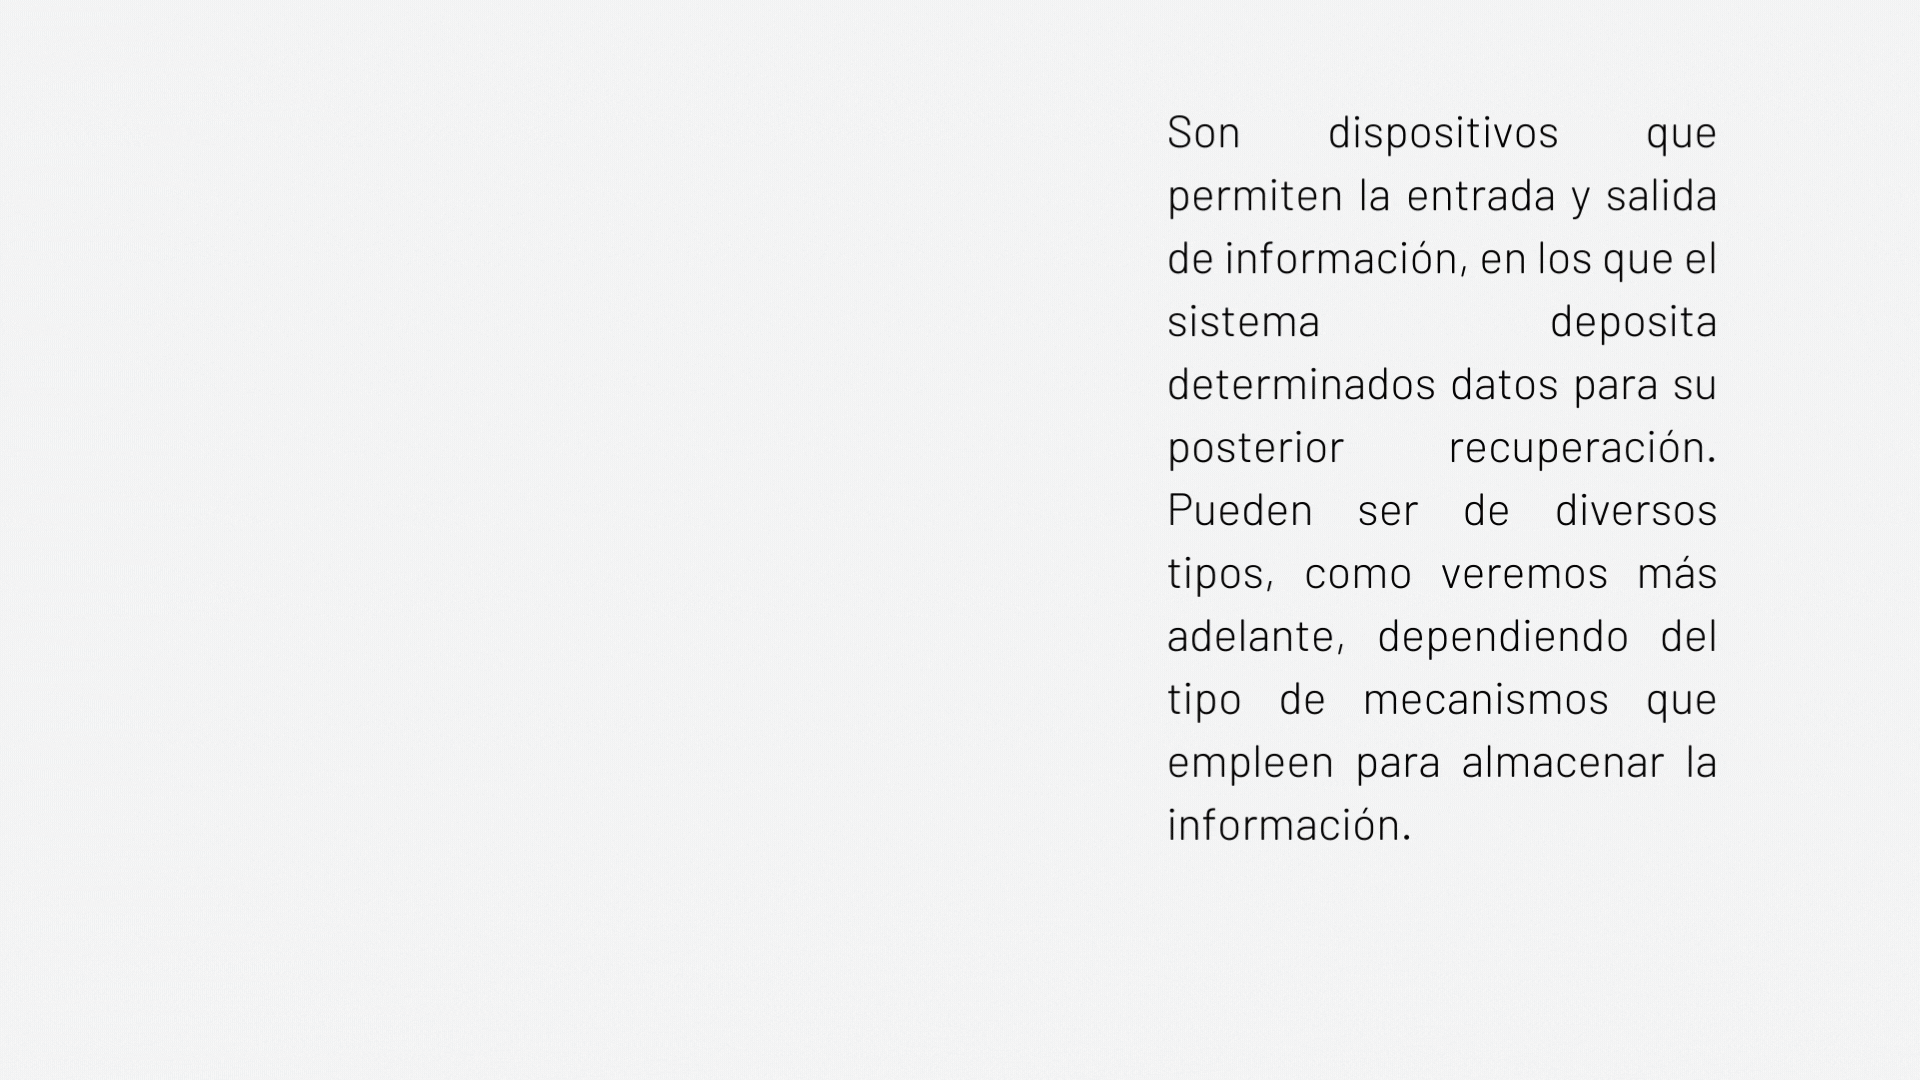 Son dispositivos que
permiten la entrada y salida
de información, en los que el
sistema deposita
determinados datos para su
posterior recuperación.
Pueden ser de diversos
tipos, como veremos más
adelante, dependiendo del
tipo de mecanismos que
empleen para almacenar la
información.